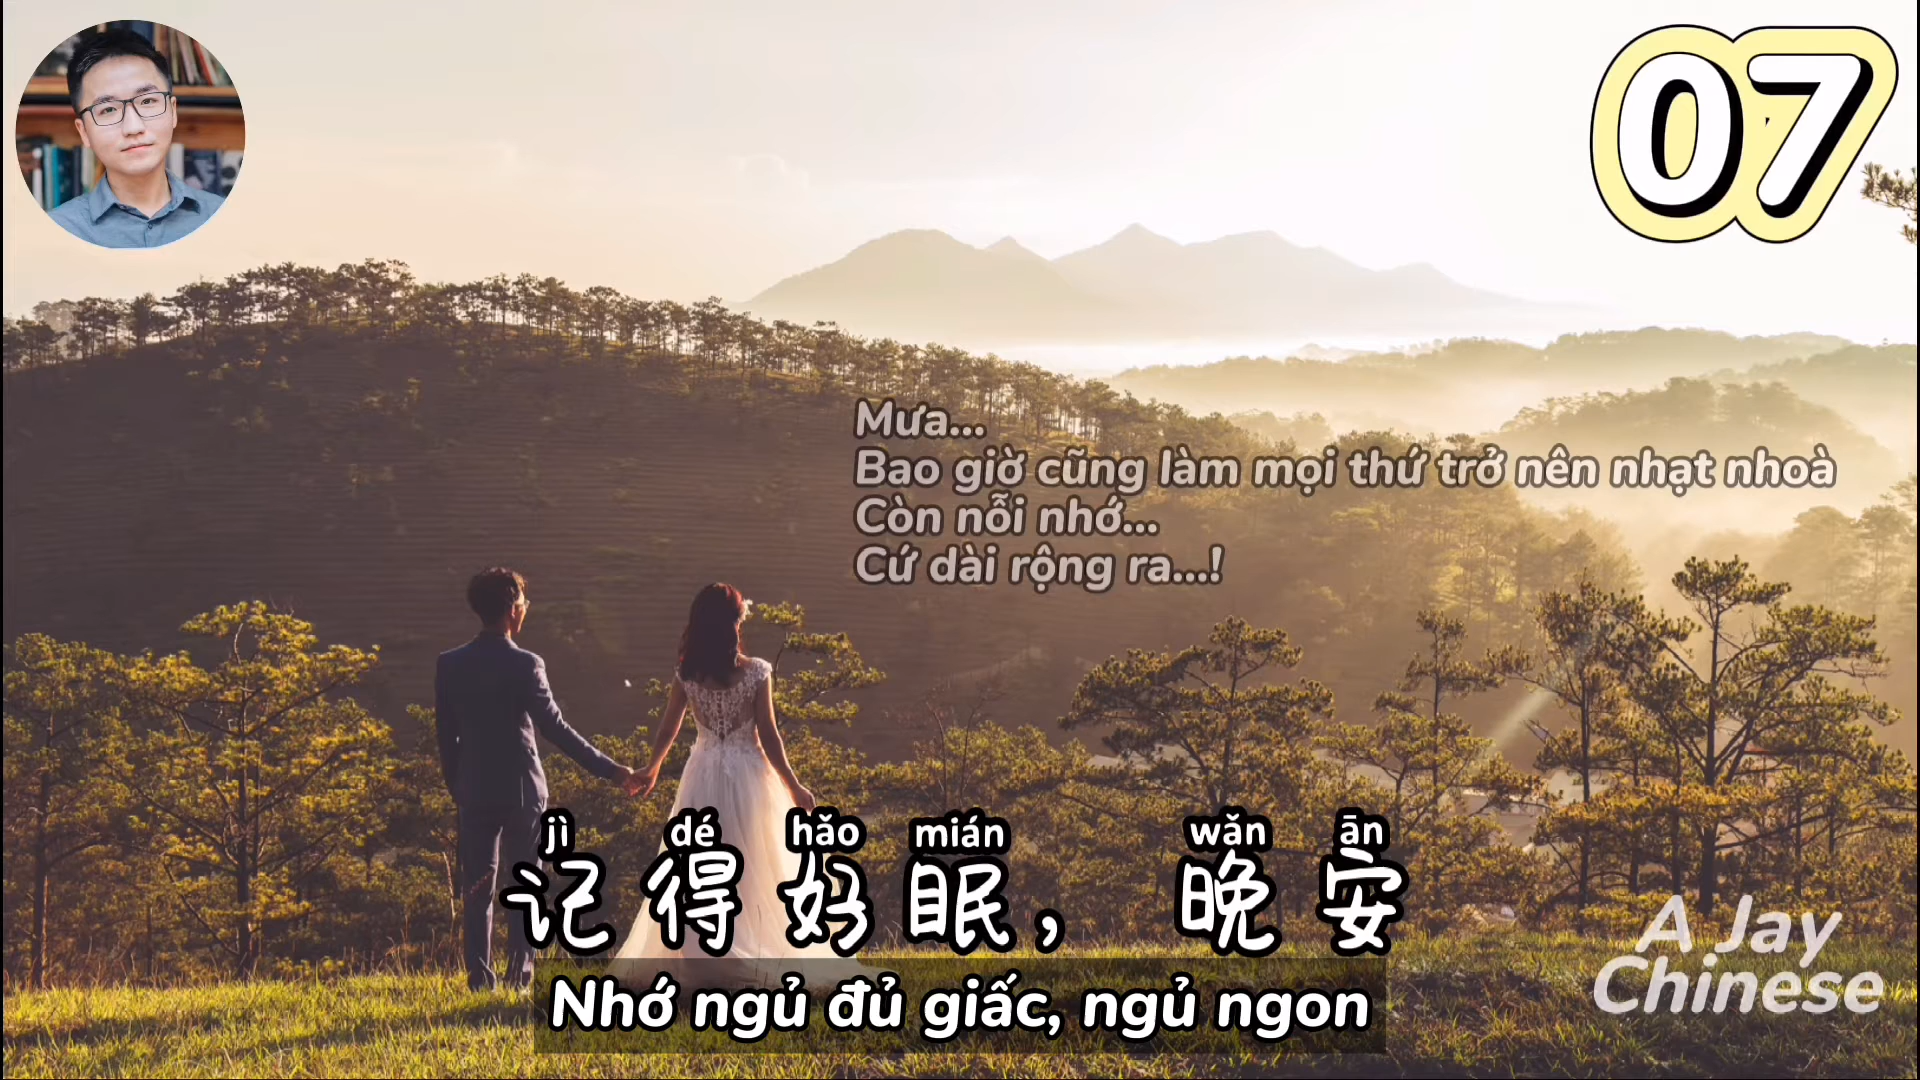 07
Mưa...
Bao giờ cũng làm mọi thứ trở nên nhạt nhoà
Còn nỗi nhớ...
Cứ dài rộng ra...!
jì dé hǎo mián wǎn ān
记得好眠，晚安
Nhớ ngủ đủ giấc, ngủ ngon
A Jay
Chinese